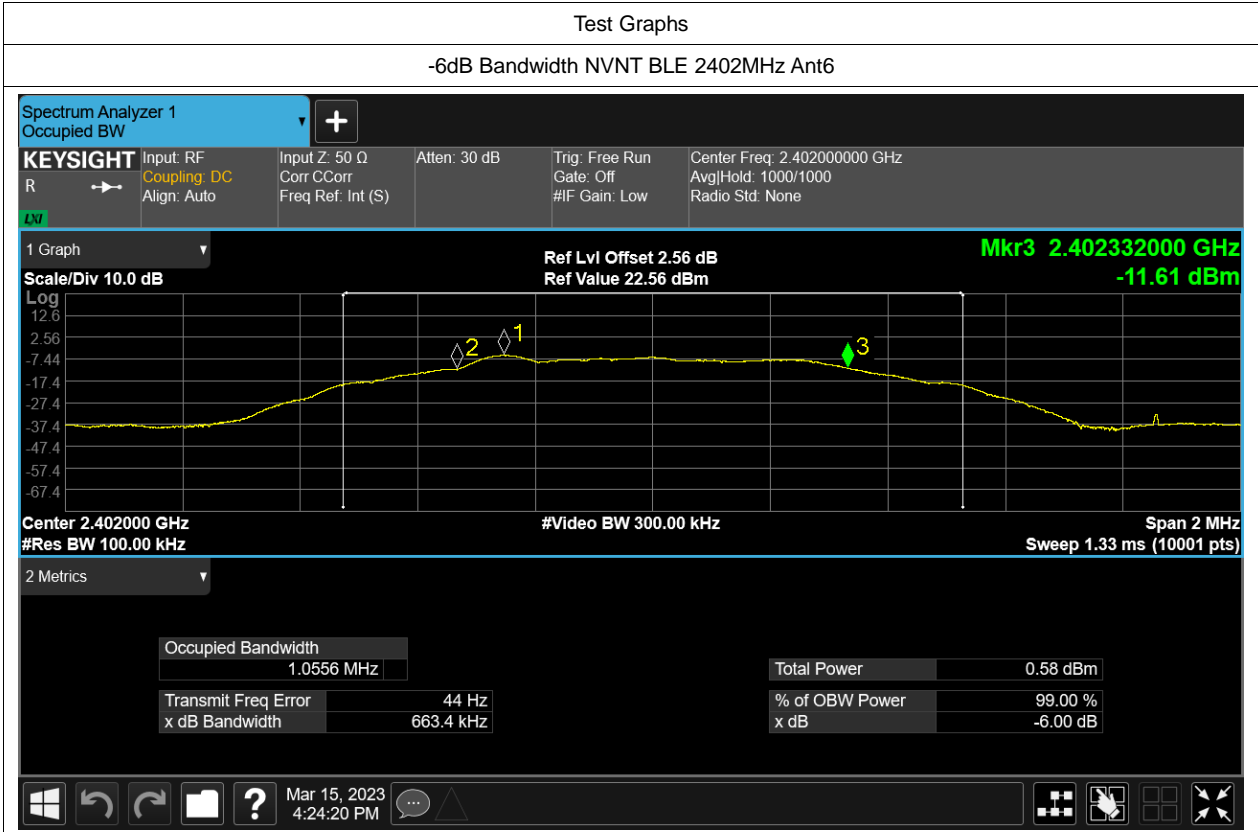 Test Graphs
-6dB Bandwidth NVNT BLE 2402MHz Ant6
Spectrum Analyzer 1
Occupied BW
KEYSIGHT
R
LXI
Input: RF
Coupling: DC
Align: Auto
Input Z: 50 Ω
Corr CCorr
Freq Ref: Int (S)
Atten: 30 dB
Trig: Free Run
Gate: Off
#IF Gain: Low
Center Freq: 2.402000000 GHz
Avg|Hold: 1000/1000
Radio Std: None
1 Graph
Scale/Div 10.0 dB
Ref Lvl Offset 2.56 dB
Ref Value 22.56 dBm
Mkr3 2.402332000 GHz
-11.61 dBm
Log
12.6
2.56
-7.44
-17.4
-27.4
-37.4
-47.4
-57.4
-67.4
2
1
3
Center 2.402000 GHz
#Video BW 300.00 kHz
Span 2 MHz
#Res BW 100.00 kHz
Sweep 1.33 ms (10001 pts)
2 Metrics
Occupied Bandwidth
1.0556 MHz
Transmit Freq Error 44 Hz
x dB Bandwidth 663.4 kHz
Total Power 0.58 dBm
% of OBW Power 99.00 %
x dB -6.00 dB
?
Mar 15, 2023
4:24:20 PM